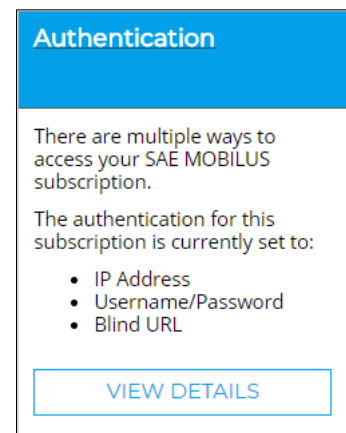 Authentication
There are multiple ways to
access your SAE MOBILUS
subscription.
The authentication for this
subscription is currently set to:
• IP Address
• Username/Password
• Blind URL
VIEW DETAILS